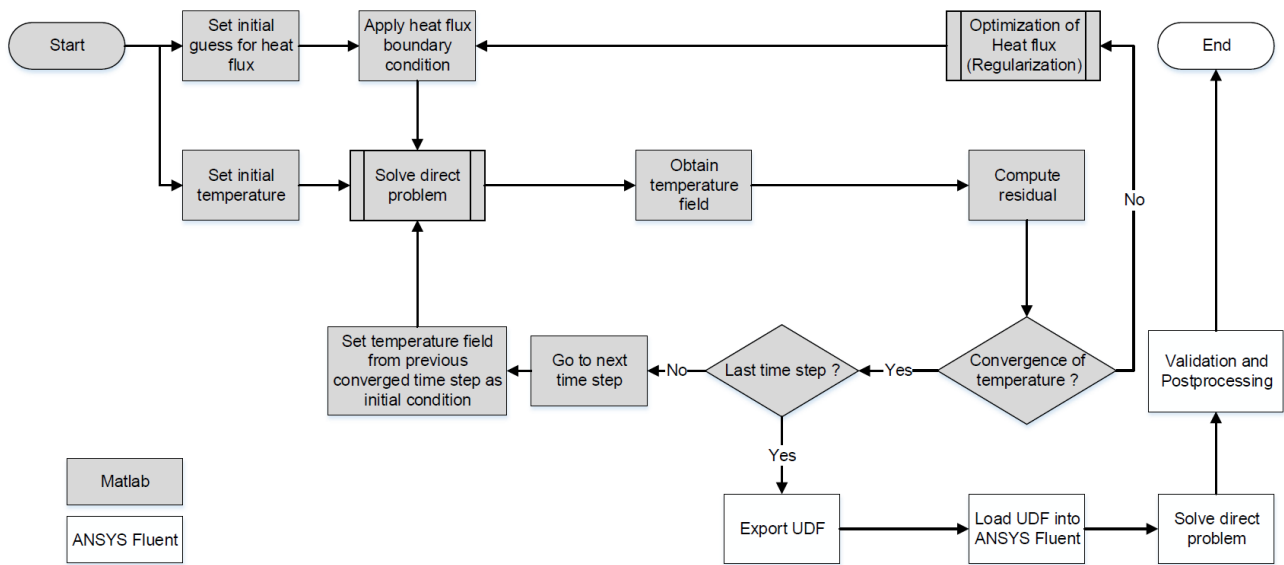 Start
Set initial
guess for heat
flux
Apply heat flux
boundary
condition
Optimization of
Heat flux
(Regularization)
End
Set initial
temperature
Solve direct
problem
Obtain
temperature
field
Compute
residual
No
Set temperature field
from previous
converged time step as
initial condition
Go to next
time step
No
Last time step ?
Yes
Convergence of
temperature ?
Validation and
Postprocessing
Yes
Matlab
ANSYS Fluent
Export UDF
Load UDF into
ANSYS Fluent
Solve direct
problem